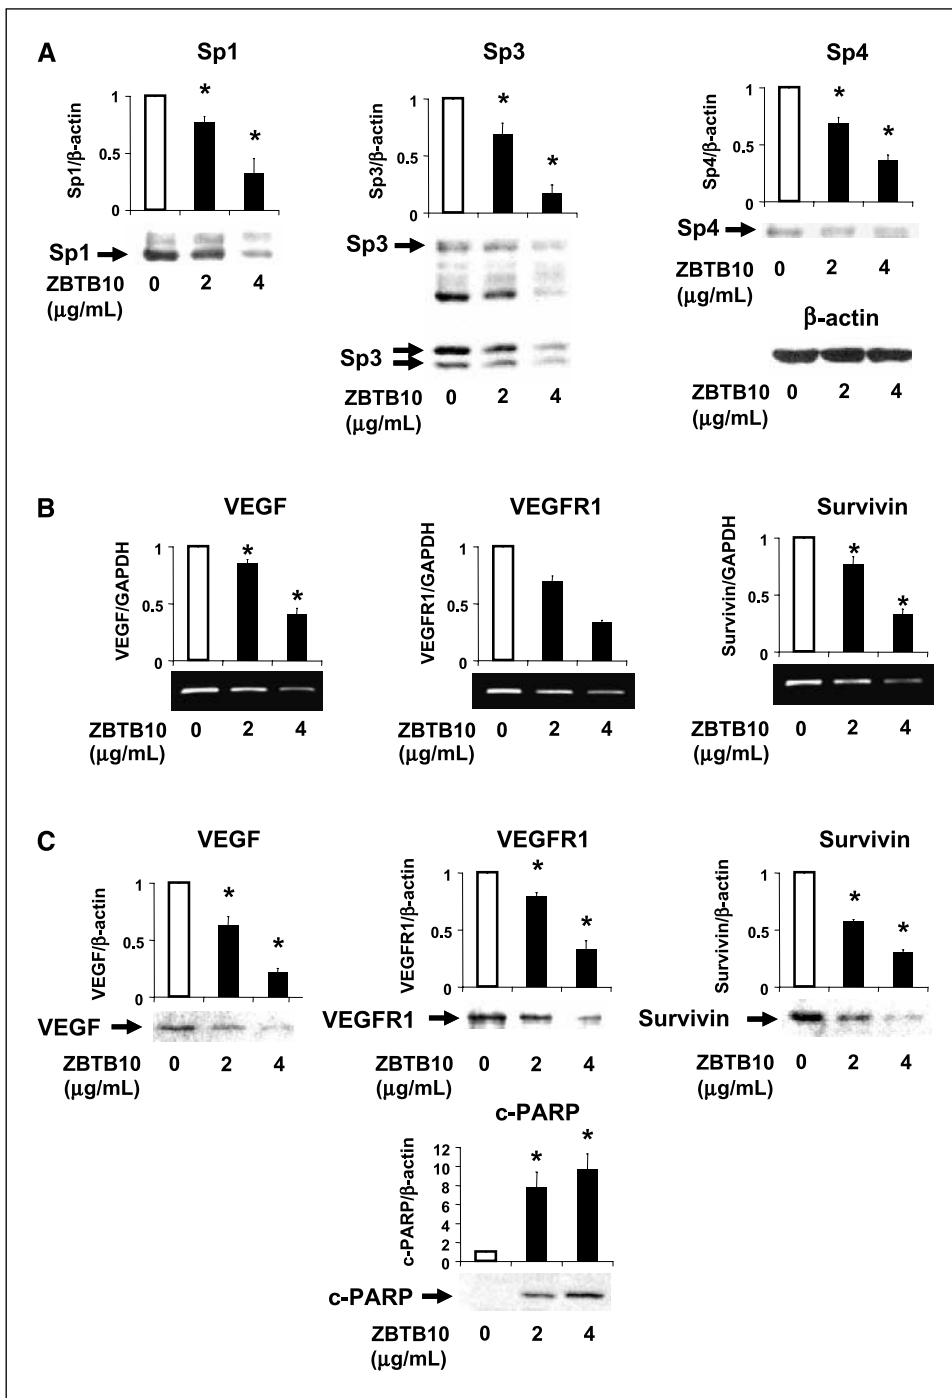 A
Sp1
Sp3
Sp4
Sp1/β-actin
1
0.5
0
* *
Sp3/β-actin
1
0.5
0
* *
Sp4/β-actin
1
0.5
0
* *
Sp1
ZBTB10 0 2 4
(μg/mL)
Sp3
Sp3
ZBTB10 0 2 4
(μg/mL)
Sp4
ZBTB10 0 2 4
(μg/mL)
β-actin
ZBTB10 0 2 4
(μg/mL)
B
VEGF
VEGFR1
Survivin
VEGF/GAPDH
1
0.5
0
* *
VEGFR1/GAPDH
1
0.5
0
Survivin/GAPDH
1
0.5
0
* *
ZBTB10 0 2 4
(μg/mL)
ZBTB10 0 2 4
(μg/mL)
ZBTB10 0 2 4
(μg/mL)
C
VEGF
VEGFR1
Survivin
VEGF/β-actin
1
0.5
0
* *
VEGFR1/β-actin
1
0.5
0
* *
Survivin/β-actin
1
0.5
0
* *
VEGF
ZBTB10 0 2 4
(μg/mL)
VEGFR1
ZBTB10 0 2 4
(μg/mL)
Survivin
ZBTB10 0 2 4
(μg/mL)
c-PARP
c-PARP/β-actin
12
10
8
6
4
2
0
* *
c-PARP
ZBTB10 0 2 4
(μg/mL)